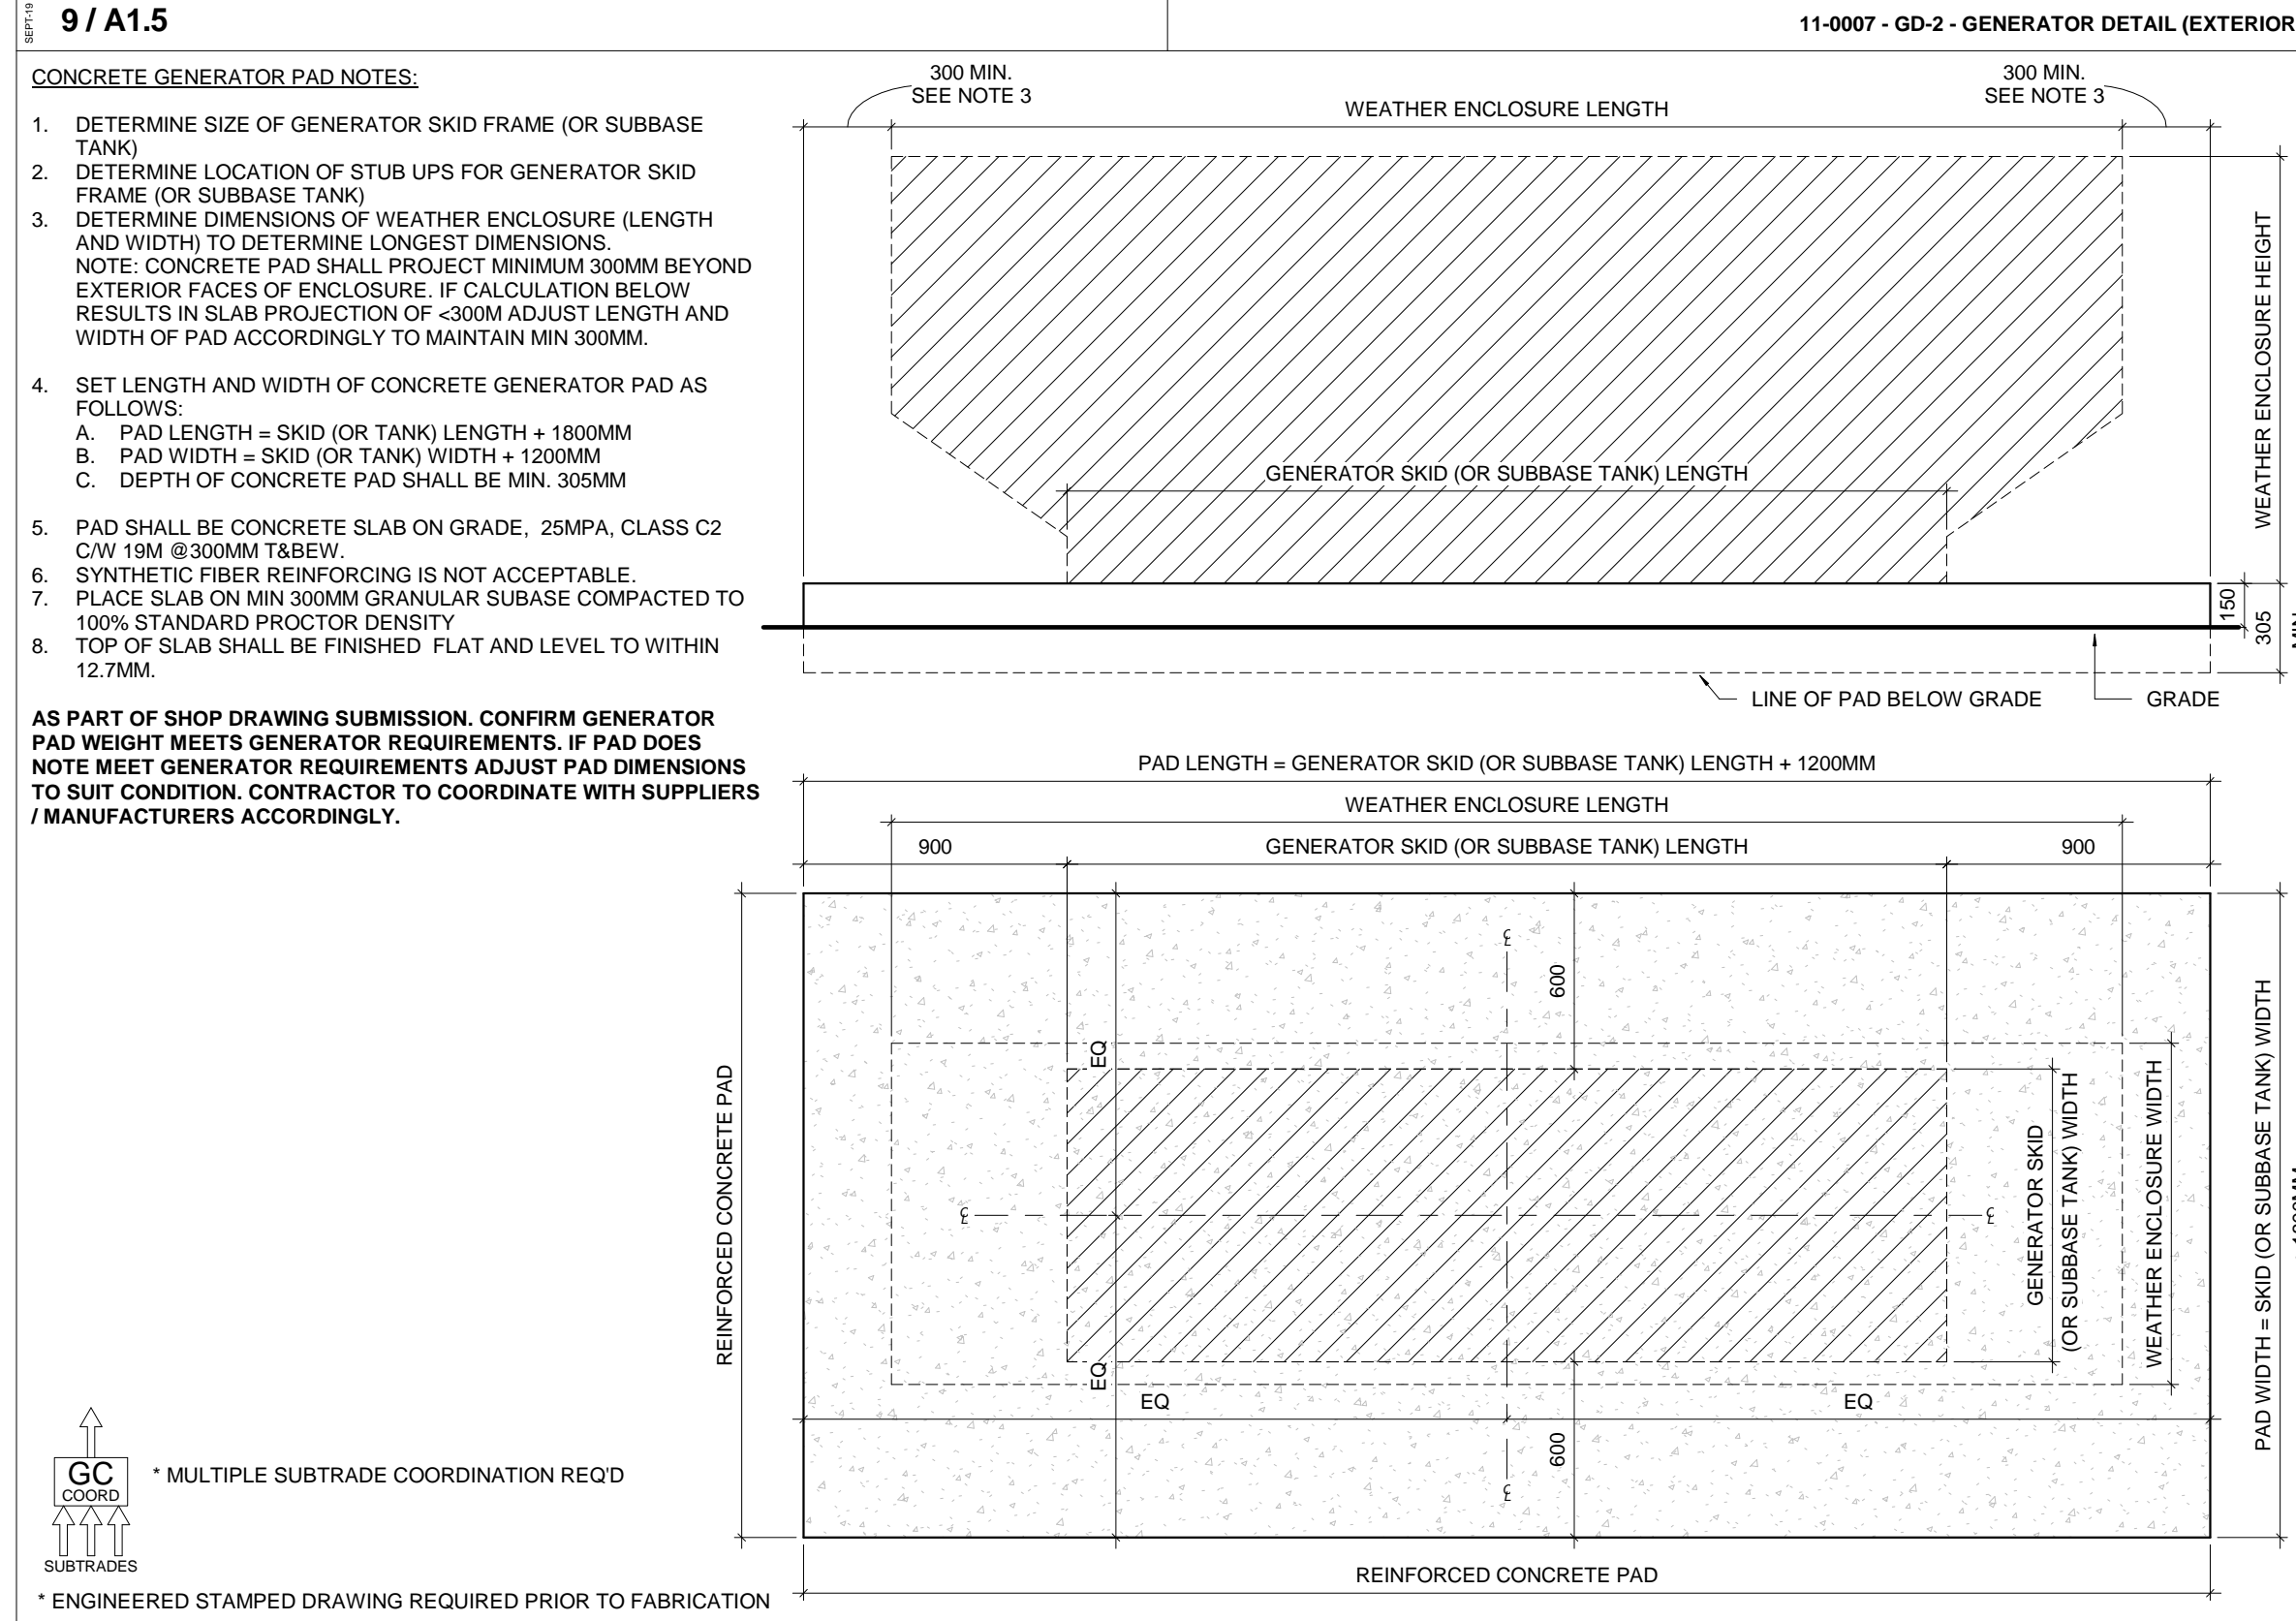 SEPT-19
9 / A1.5
11-0007 - GD-2 - GENERATOR DETAIL (EXTERIOR
CONCRETE GENERATOR PAD NOTES:
1. DETERMINE SIZE OF GENERATOR SKID FRAME (OR SUBBASE
TANK)
2. DETERMINE LOCATION OF STUB UPS FOR GENERATOR SKID
FRAME (OR SUBBASE TANK)
3. DETERMINE DIMENSIONS OF WEATHER ENCLOSURE (LENGTH
AND WIDTH) TO DETERMINE LONGEST DIMENSIONS.
NOTE: CONCRETE PAD SHALL PROJECT MINIMUM 300MM BEYOND
EXTERIOR FACES OF ENCLOSURE. IF CALCULATION BELOW
RESULTS IN SLAB PROJECTION OF <300M ADJUST LENGTH AND
WIDTH OF PAD ACCORDINGLY TO MAINTAIN MIN 300MM.
4. SET LENGTH AND WIDTH OF CONCRETE GENERATOR PAD AS
FOLLOWS:
A. PAD LENGTH = SKID (OR TANK) LENGTH + 1800MM
B. PAD WIDTH = SKID (OR TANK) WIDTH + 1200MM
C. DEPTH OF CONCRETE PAD SHALL BE MIN. 305MM
5. PAD SHALL BE CONCRETE SLAB ON GRADE, 25MPA, CLASS C2
C/W 19M @300MM T&BEW.
6. SYNTHETIC FIBER REINFORCING IS NOT ACCEPTABLE.
7. PLACE SLAB ON MIN 300MM GRANULAR SUBASE COMPACTED TO
100% STANDARD PROCTOR DENSITY
8. TOP OF SLAB SHALL BE FINISHED FLAT AND LEVEL TO WITHIN
12.7MM.
AS PART OF SHOP DRAWING SUBMISSION. CONFIRM GENERATOR
PAD WEIGHT MEETS GENERATOR REQUIREMENTS. IF PAD DOES
NOTE MEET GENERATOR REQUIREMENTS ADJUST PAD DIMENSIONS
TO SUIT CONDITION. CONTRACTOR TO COORDINATE WITH SUPPLIERS
/ MANUFACTURERS ACCORDINGLY.
GC
COORD
SUBTRADES
* MULTIPLE SUBTRADE COORDINATION REQ'D
* ENGINEERED STAMPED DRAWING REQUIRED PRIOR TO FABRICATION
300 MIN.
SEE NOTE 3
WEATHER ENCLOSURE LENGTH
300 MIN.
SEE NOTE 3
GENERATOR SKID (OR SUBBASE TANK) LENGTH
WEATHER ENCLOSURE HEIGHT
150
305
LINE OF PAD BELOW GRADE
GRADE
PAD LENGTH = GENERATOR SKID (OR SUBBASE TANK) LENGTH + 1200MM
WEATHER ENCLOSURE LENGTH
900
GENERATOR SKID (OR SUBBASE TANK) LENGTH
900
REINFORCED CONCRETE PAD
EQ
EQ
600
600
EQ
EQ
GENERATOR SKID
(OR SUBBASE TANK) WIDTH
WEATHER ENCLOSURE WIDTH
PAD WIDTH = SKID (OR SUBBASE TANK) WIDTH
REINFORCED CONCRETE PAD